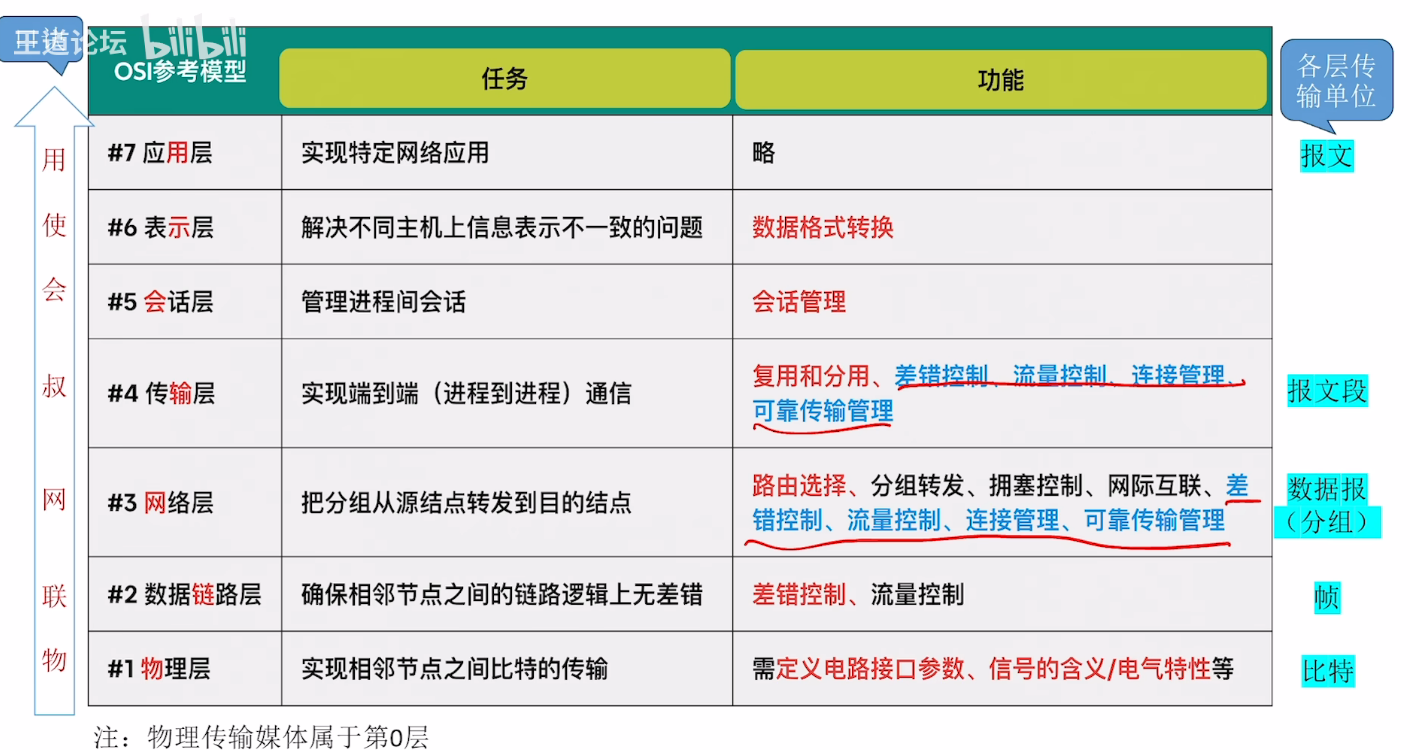 王道论坛 bilibili
OSI参考模型
任务
功能
各层传
输单位
#7 应用层
实现特定网络应用
略
报文
#6 表示层
解决不同主机上信息表示不一致的问题
数据格式转换
#5 会话层
管理进程间会话
会话管理
#4 传输层
实现端到端（进程到进程）通信
复用和分用、差错控制、流量控制、连接管理、
可靠传输管理
报文段
#3 网络层
把分组从源结点转发到目的结点
路由选择、分组转发、拥塞控制、网际互联、差
错控制、流量控制、连接管理、可靠传输管理
数据报
（分组）
#2 数据链路层
确保相邻节点之间的链路逻辑上无差错
差错控制、流量控制
帧
#1 物理层
实现相邻节点之间比特的传输
需定义电路接口参数、信号的含义/电气特性等
比特
用
使
会
叔
网
联
物
注：物理传输媒体属于第0层